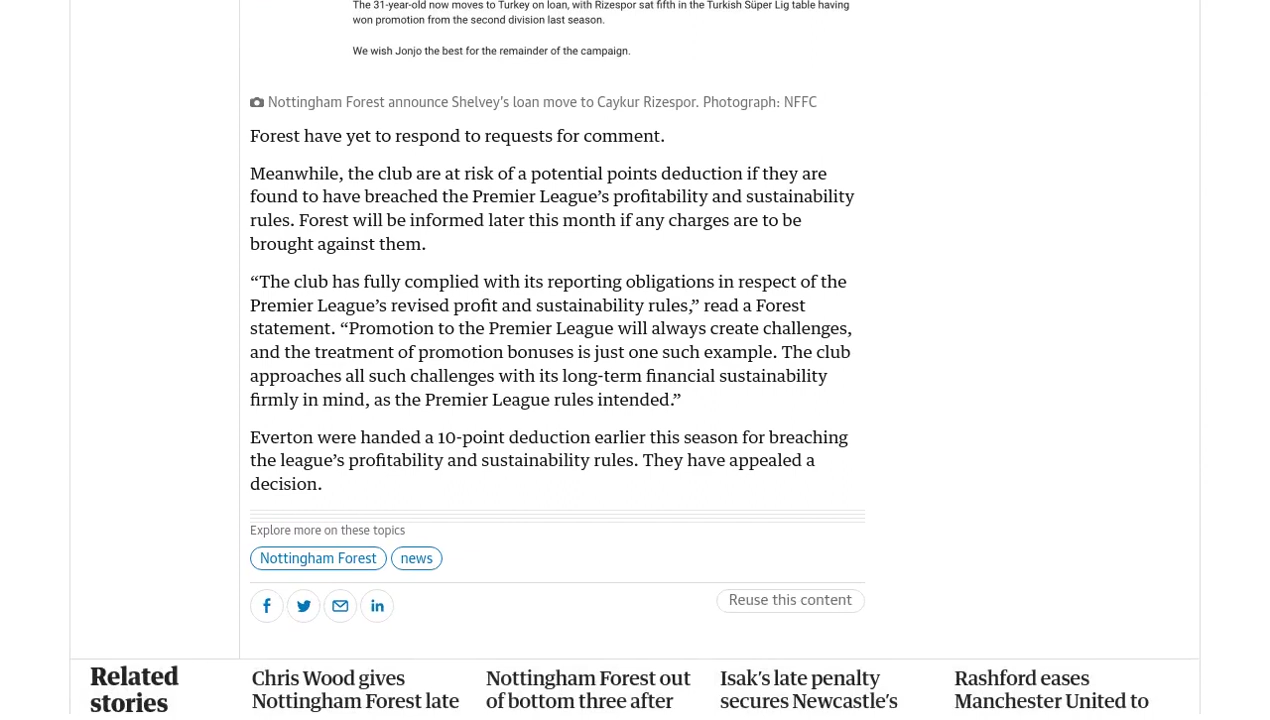 The 31-year-old now moves to Turkey on loan, with Rizespor sat fifth in the Turkish Süper Lig table having
won promotion from the second division last season.
We wish Jonjo the best for the remainder of the campaign.
Nottingham Forest announce Shelvey’s loan move to Caykur Rizespor. Photograph: NFFC
Forest have yet to respond to requests for comment.
Meanwhile, the club are at risk of a potential points deduction if they are
found to have breached the Premier League’s profitability and sustainability
rules. Forest will be informed later this month if any charges are to be
brought against them.
“The club has fully complied with its reporting obligations in respect of the
Premier League’s revised profit and sustainability rules,” read a Forest
statement. “Promotion to the Premier League will always create challenges,
and the treatment of promotion bonuses is just one such example. The club
approaches all such challenges with its long-term financial sustainability
firmly in mind, as the Premier League rules intended.”
Everton were handed a 10-point deduction earlier this season for breaching
the league’s profitability and sustainability rules. They have appealed a
decision.
Explore more on these topics
Nottingham Forest news
Reuse this content
Related
stories
Chris Wood gives
Nottingham Forest late
Nottingham Forest out
of bottom three after
Isak’s late penalty
secures Newcastle’s
Rashford eases
Manchester United to